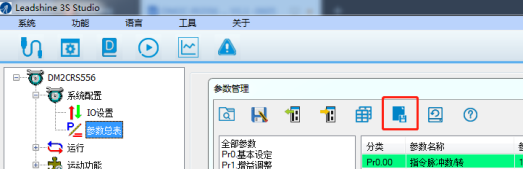 Leadshine 3S Studio
系统 功能 语言 工具 关于
DM2CRS556
系统配置
IO设置
参数总表
运行
运动功能
参数管理
全部参数
Pr0.基本设定
Pr1.增益调整
分类 参数名称
Pr0.00 指令脉冲数/转